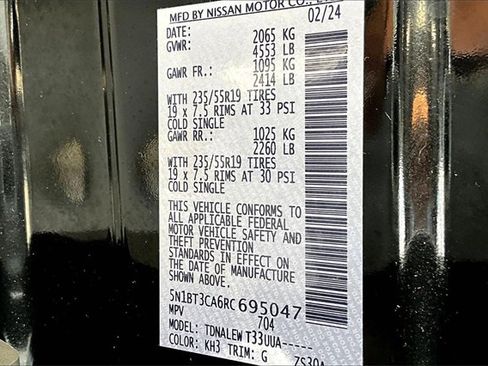 MFD BY NISSAN MOTOR CO.,
DATE: 02/24
GVWR: 2065 KG
4553 LB
GAWR FR.: 1095 KG
2414 LB
WITH 235/55R19 TIRES
19 x 7.5 RIMS AT 33 PSI
COLD SINGLE
GAWR RR.: 1025 KG
2260 LB
WITH 235/55R19 TIRES
19 x 7.5 RIMS AT 30 PSI
COLD SINGLE
THIS VEHICLE CONFORMS TO
ALL APPLICABLE FEDERAL
MOTOR VEHICLE SAFETY AND
THEFT PREVENTION
STANDARDS IN EFFECT ON
THE DATE OF MANUFACTURE
SHOWN ABOVE.
5N1BT3CA6RC695047
MPV 704
MODEL: TDNALEW T33UUA-----
COLOR: KH3 TRIM: G 7S30A